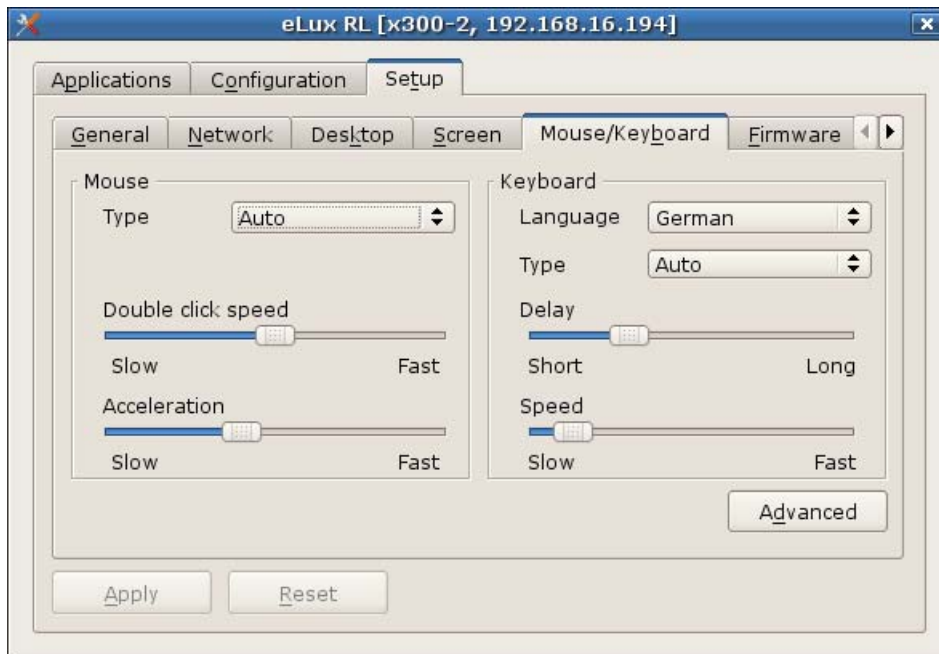 eLux RL [x300-2, 192.168.16.194]
Applications Configuration Setup
General Network Desktop Screen Mouse/Keyboard Firmware
Mouse
Type Auto
Double click speed
Slow Fast
Acceleration
Slow Fast
Keyboard
Language German
Type Auto
Delay
Short Long
Speed
Slow Fast
Advanced
Apply Reset